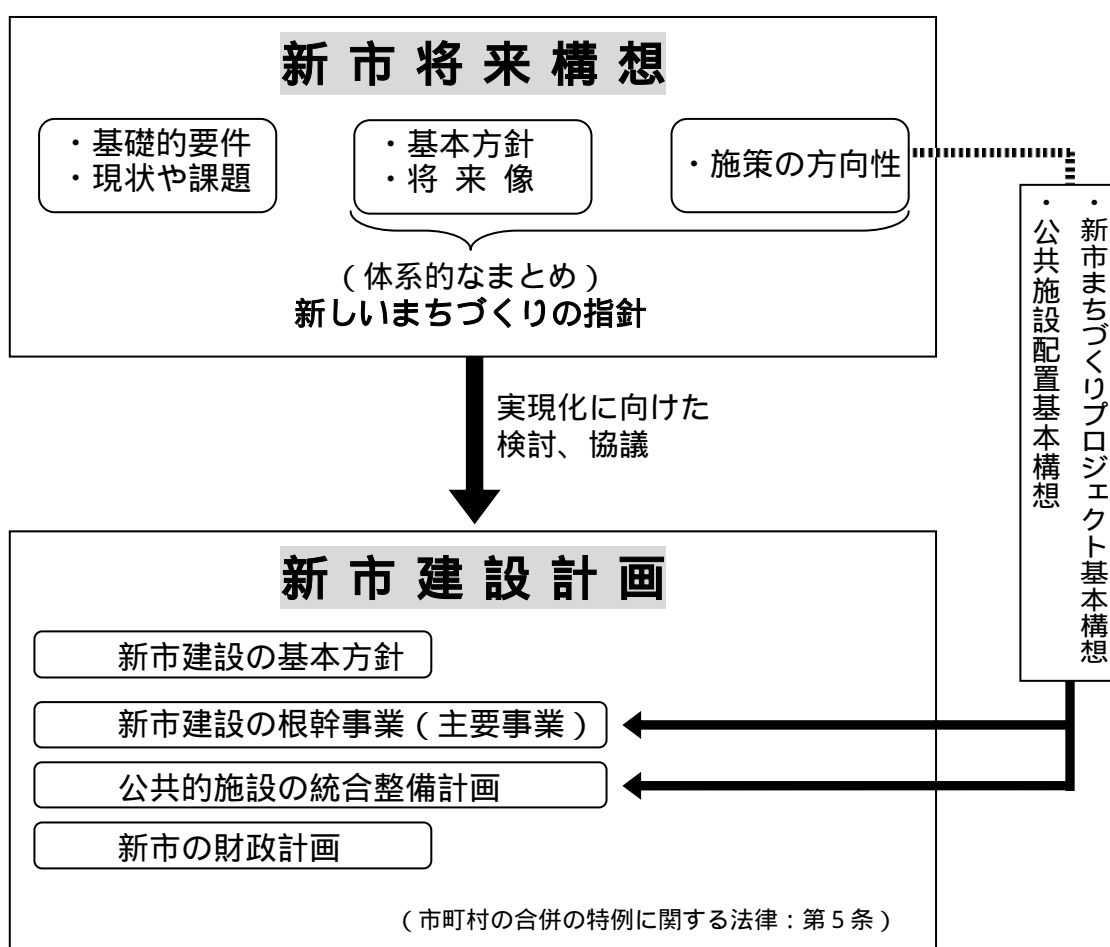 新市将来構想
・基礎的要件
・現状や課題
・基本方針
・将来像
・施策の方向性
（体系的なまとめ）
新しいまちづくりの指針
・新市まちづくりプロジェクト基本構想
・公共施設配置基本構想
実現化に向けた
検討、協議
新市建設計画
新市建設の基本方針
新市建設の根幹事業（主要事業）
公共的施設の統合整備計画
新市の財政計画
（市町村の合併の特例に関する法律：第５条）